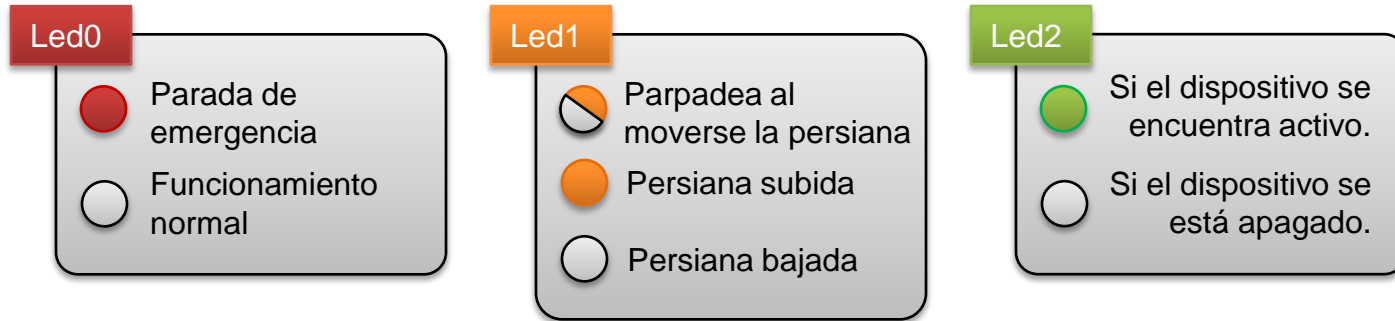 Led0
Parada de
emergencia
Funcionamiento
normal
Led1
Parpadea al
moverse la persiana
Persiana subida
Persiana bajada
Led2
Si el dispositivo se
encuentra activo.
Si el dispositivo se
está apagado.